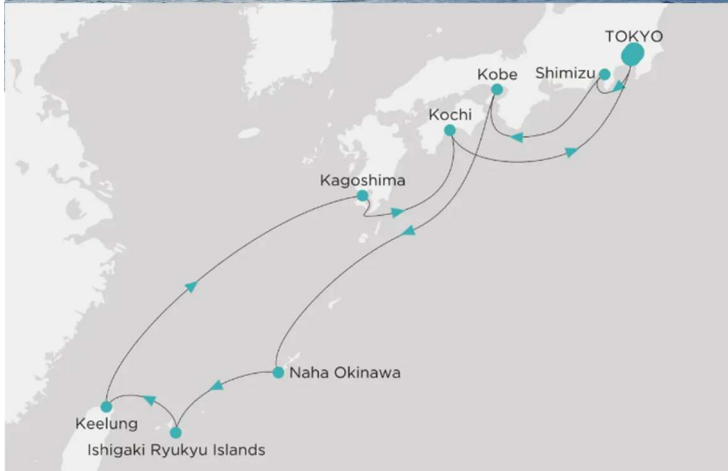 TOKYO
Kobe
Shimizu
Kochi
Kagoshima
Naha Okinawa
Keelung
Ishigaki Ryukyu Islands